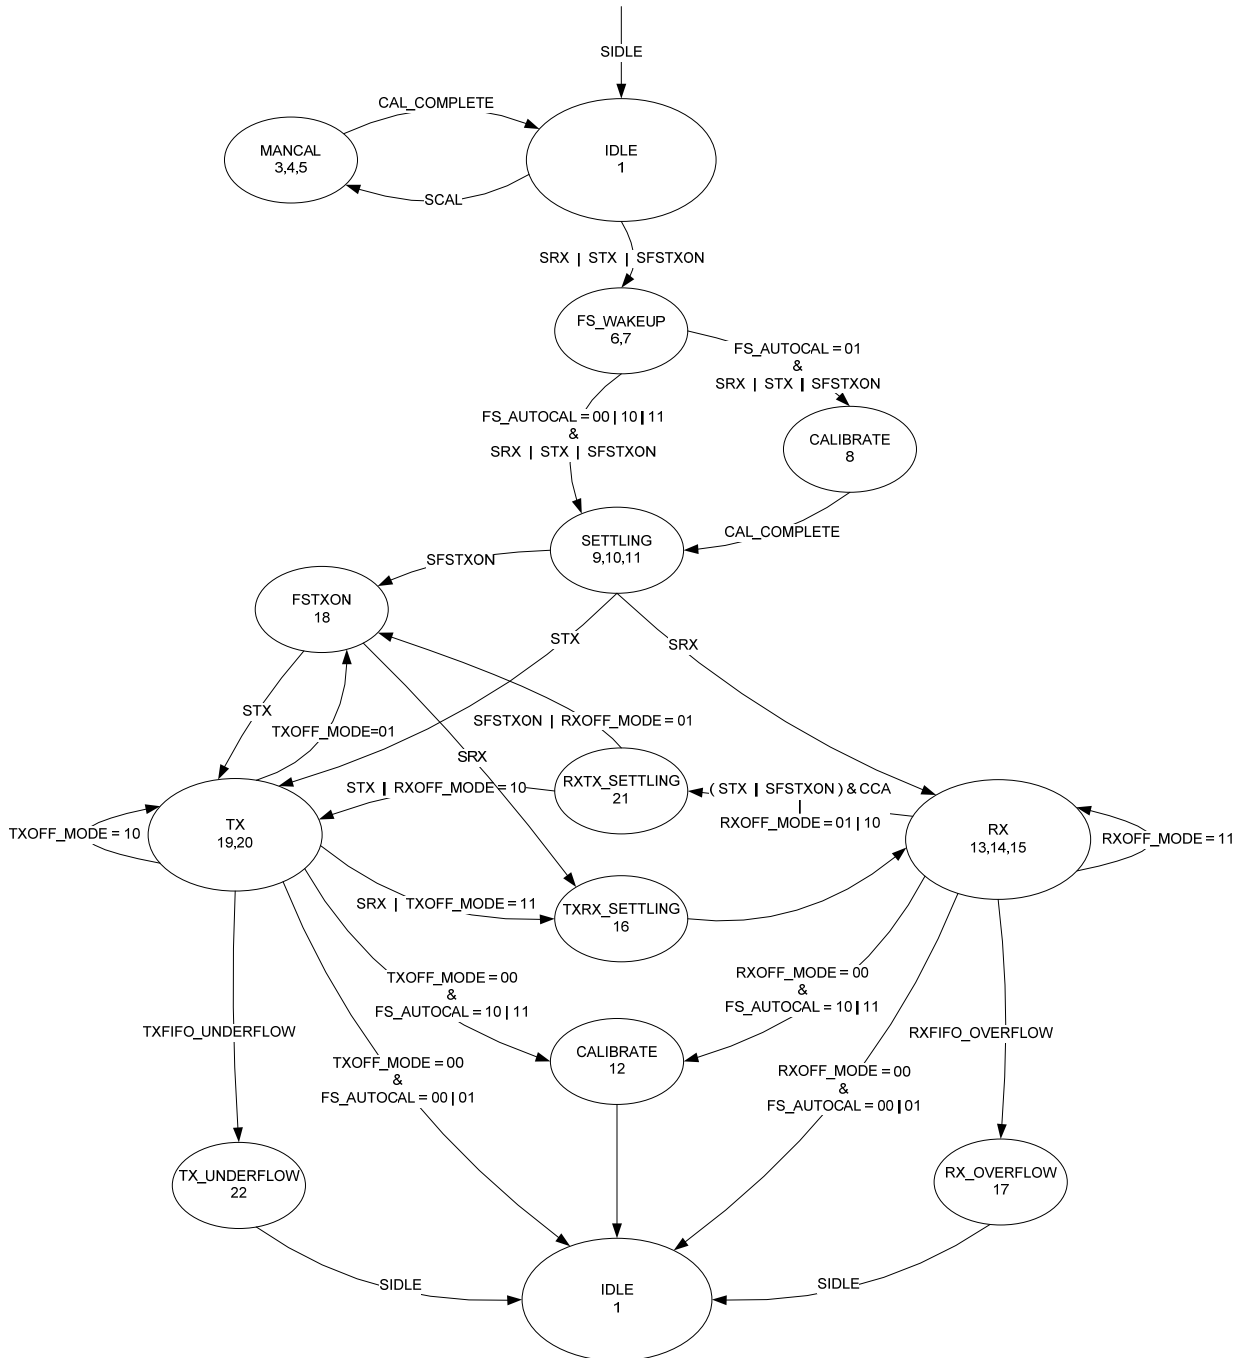 SIDLE
CAL_COMPLETE
MANCAL
3,4,5
IDLE
1
SCAL
SRX | STX | SFSTXON
FS_WAKEUP
6,7
FS_AUTOCAL = 01
&
SRX | STX | SFSTXON
FS_AUTOCAL = 00 | 10 | 11
&
SRX | STX | SFSTXON
CALIBRATE
8
CAL_COMPLETE
SETTLING
9,10,11
SFSTXON
FSTXON
18
STX
SRX
STX
TXOFF_MODE=01
SFSTXON | RXOFF_MODE = 01
SRX
STX | RXOFF_MODE = 10
RXTX_SETTLING
21
( STX | SFSTXON ) & CCA
|
RXOFF_MODE = 01 | 10
TXOFF_MODE = 10
TX
19,20
RX
13,14,15
RXOFF_MODE = 11
SRX | TXOFF_MODE = 11
TXRX_SETTLING
16
TXOFF_MODE = 00
&
FS_AUTOCAL = 10 | 11
RXOFF_MODE = 00
&
FS_AUTOCAL = 10 | 11
TXFIFO_UNDERFLOW
RXFIFO_OVERFLOW
CALIBRATE
12
TXOFF_MODE = 00
&
FS_AUTOCAL = 00 | 01
RXOFF_MODE = 00
&
FS_AUTOCAL = 00 | 01
TX_UNDERFLOW
22
RX_OVERFLOW
17
SIDLE
SIDLE
IDLE
1